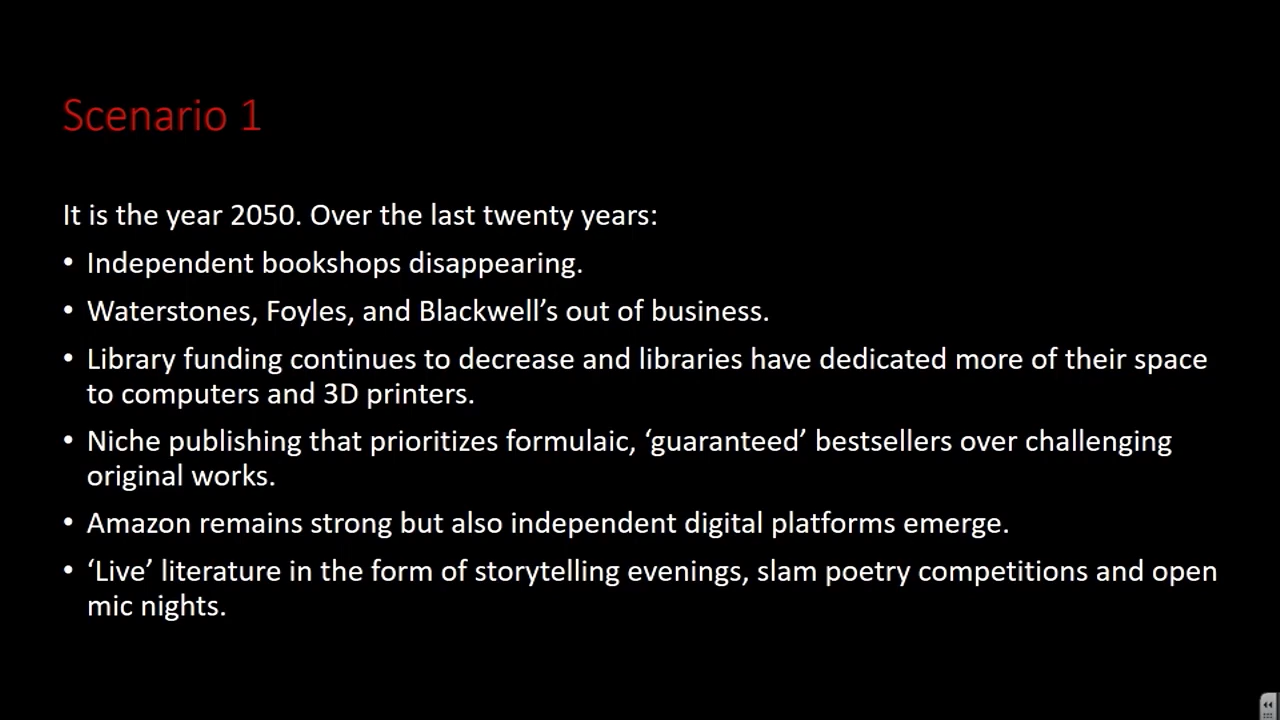 Scenario 1
It is the year 2050. Over the last twenty years:
• Independent bookshops disappearing.
• Waterstones, Foyles, and Blackwell’s out of business.
• Library funding continues to decrease and libraries have dedicated more of their space
to computers and 3D printers.
• Niche publishing that prioritizes formulaic, ‘guaranteed’ bestsellers over challenging
original works.
• Amazon remains strong but also independent digital platforms emerge.
• ‘Live’ literature in the form of storytelling evenings, slam poetry competitions and open
mic nights.